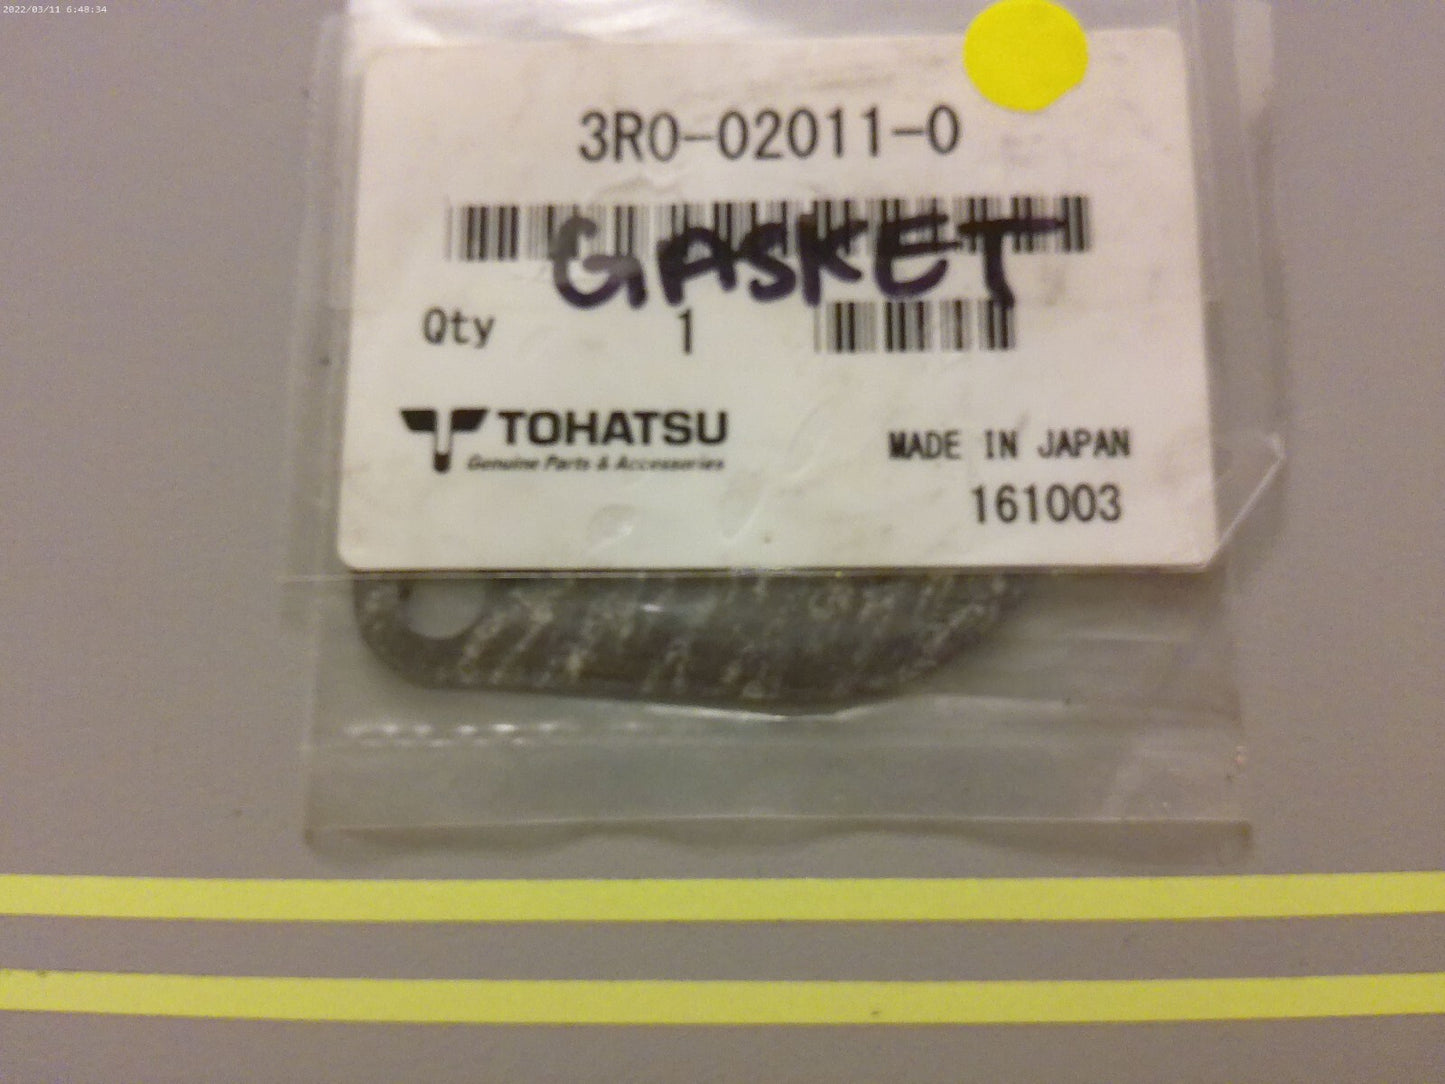 2022/03/11 6:48:34
3R0-02011-0
GASKET
Qty 1
TOHATSU
Genuine Parts & Accessories
MADE IN JAPAN
161003